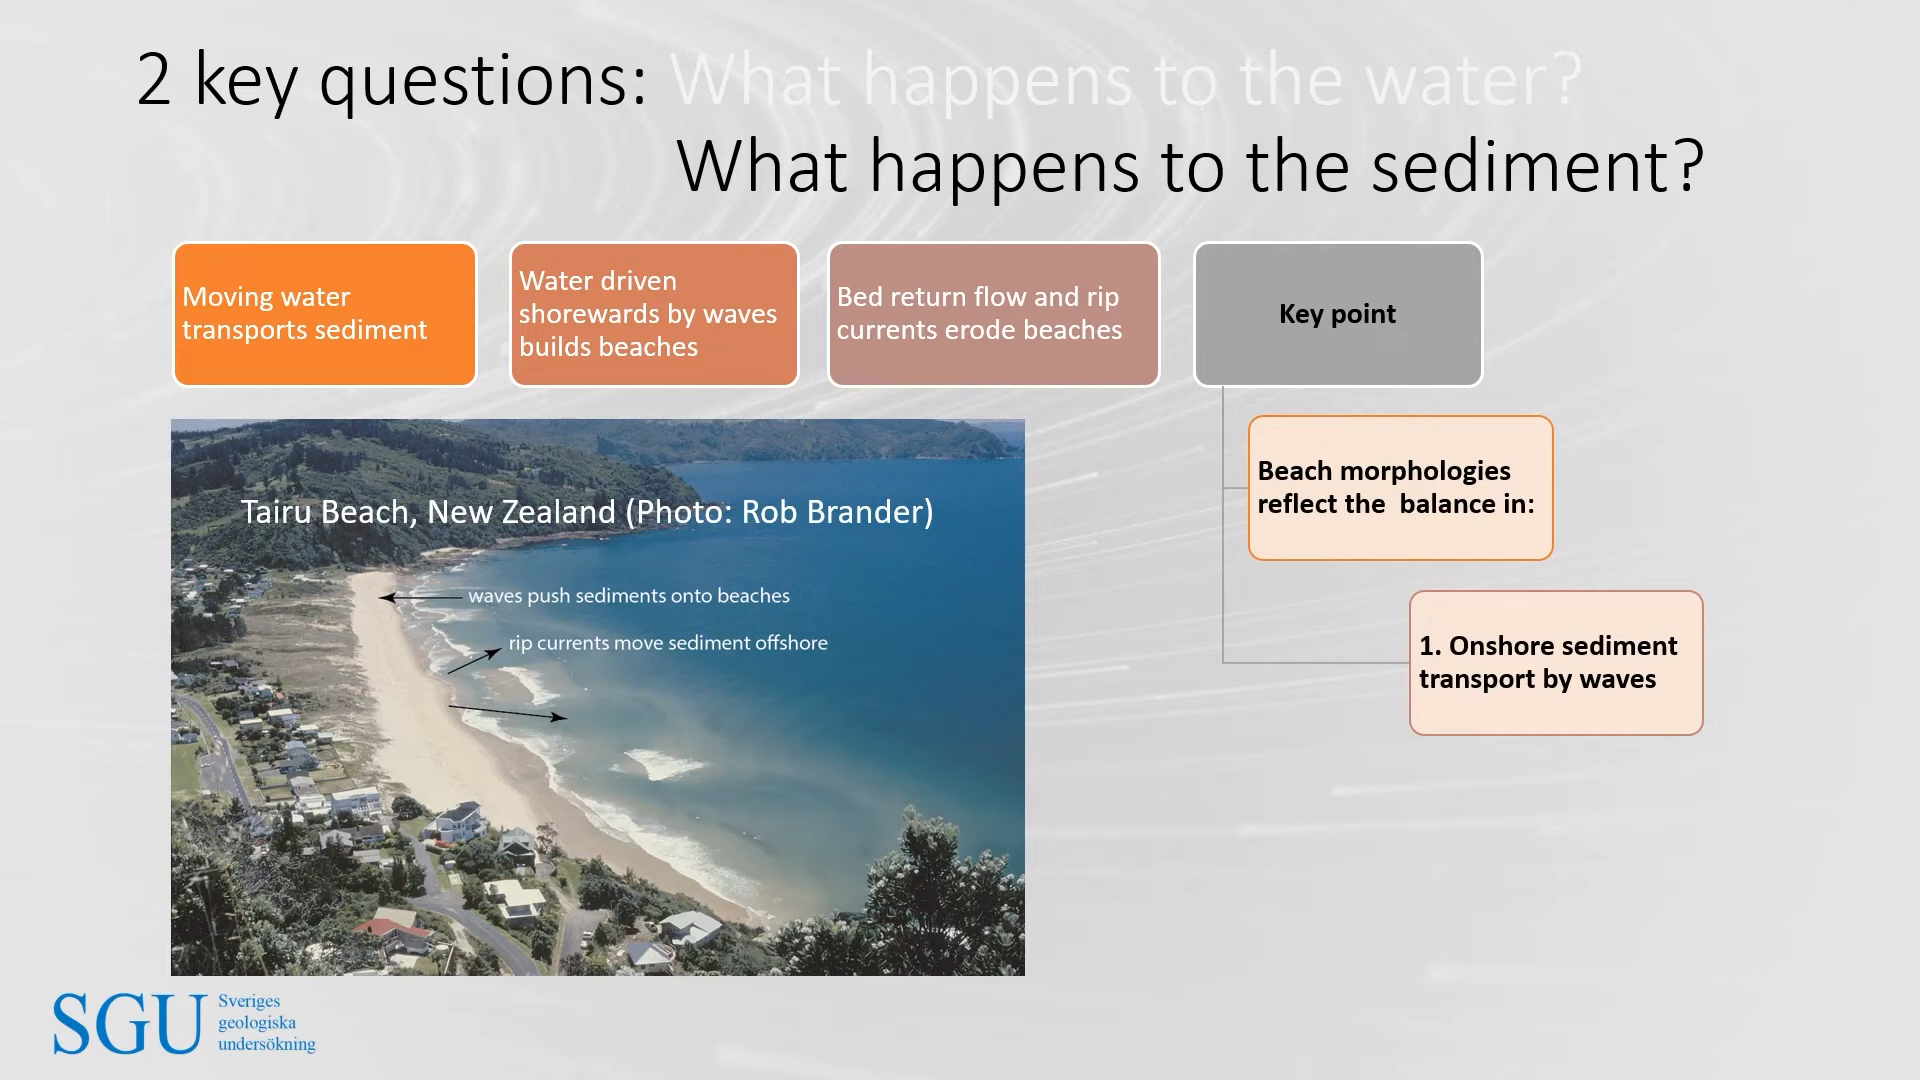 2 key questions: What happens to the water?
What happens to the sediment?
Moving water
transports sediment
Water driven
shorewards by waves
builds beaches
Bed return flow and rip
currents erode beaches
Key point
Beach morphologies
reflect the balance in:
1. Onshore sediment
transport by waves
Tairu Beach, New Zealand (Photo: Rob Brander)
waves push sediments onto beaches
rip currents move sediment offshore
SGU
Sveriges
geologiska
undersökning